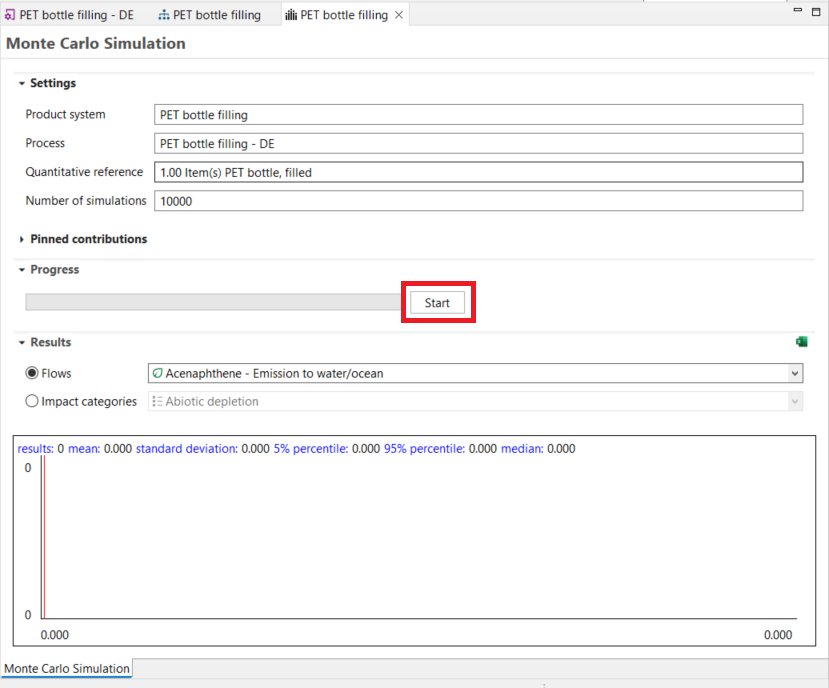 PET bottle filling - DE PET bottle filling PET bottle filling
Monte Carlo Simulation
Settings
Product system PET bottle filling
Process PET bottle filling - DE
Quantitative reference 1.00 Item(s) PET bottle, filled
Number of simulations 10000
Pinned contributions
Progress
Start
Results
Flows Acenaphthene - Emission to water/ocean
Impact categories Abiotic depletion
results: 0 mean: 0.000 standard deviation: 0.000 5% percentile: 0.000 95% percentile: 0.000 median: 0.000
0
0
0.000 0.000
Monte Carlo Simulation